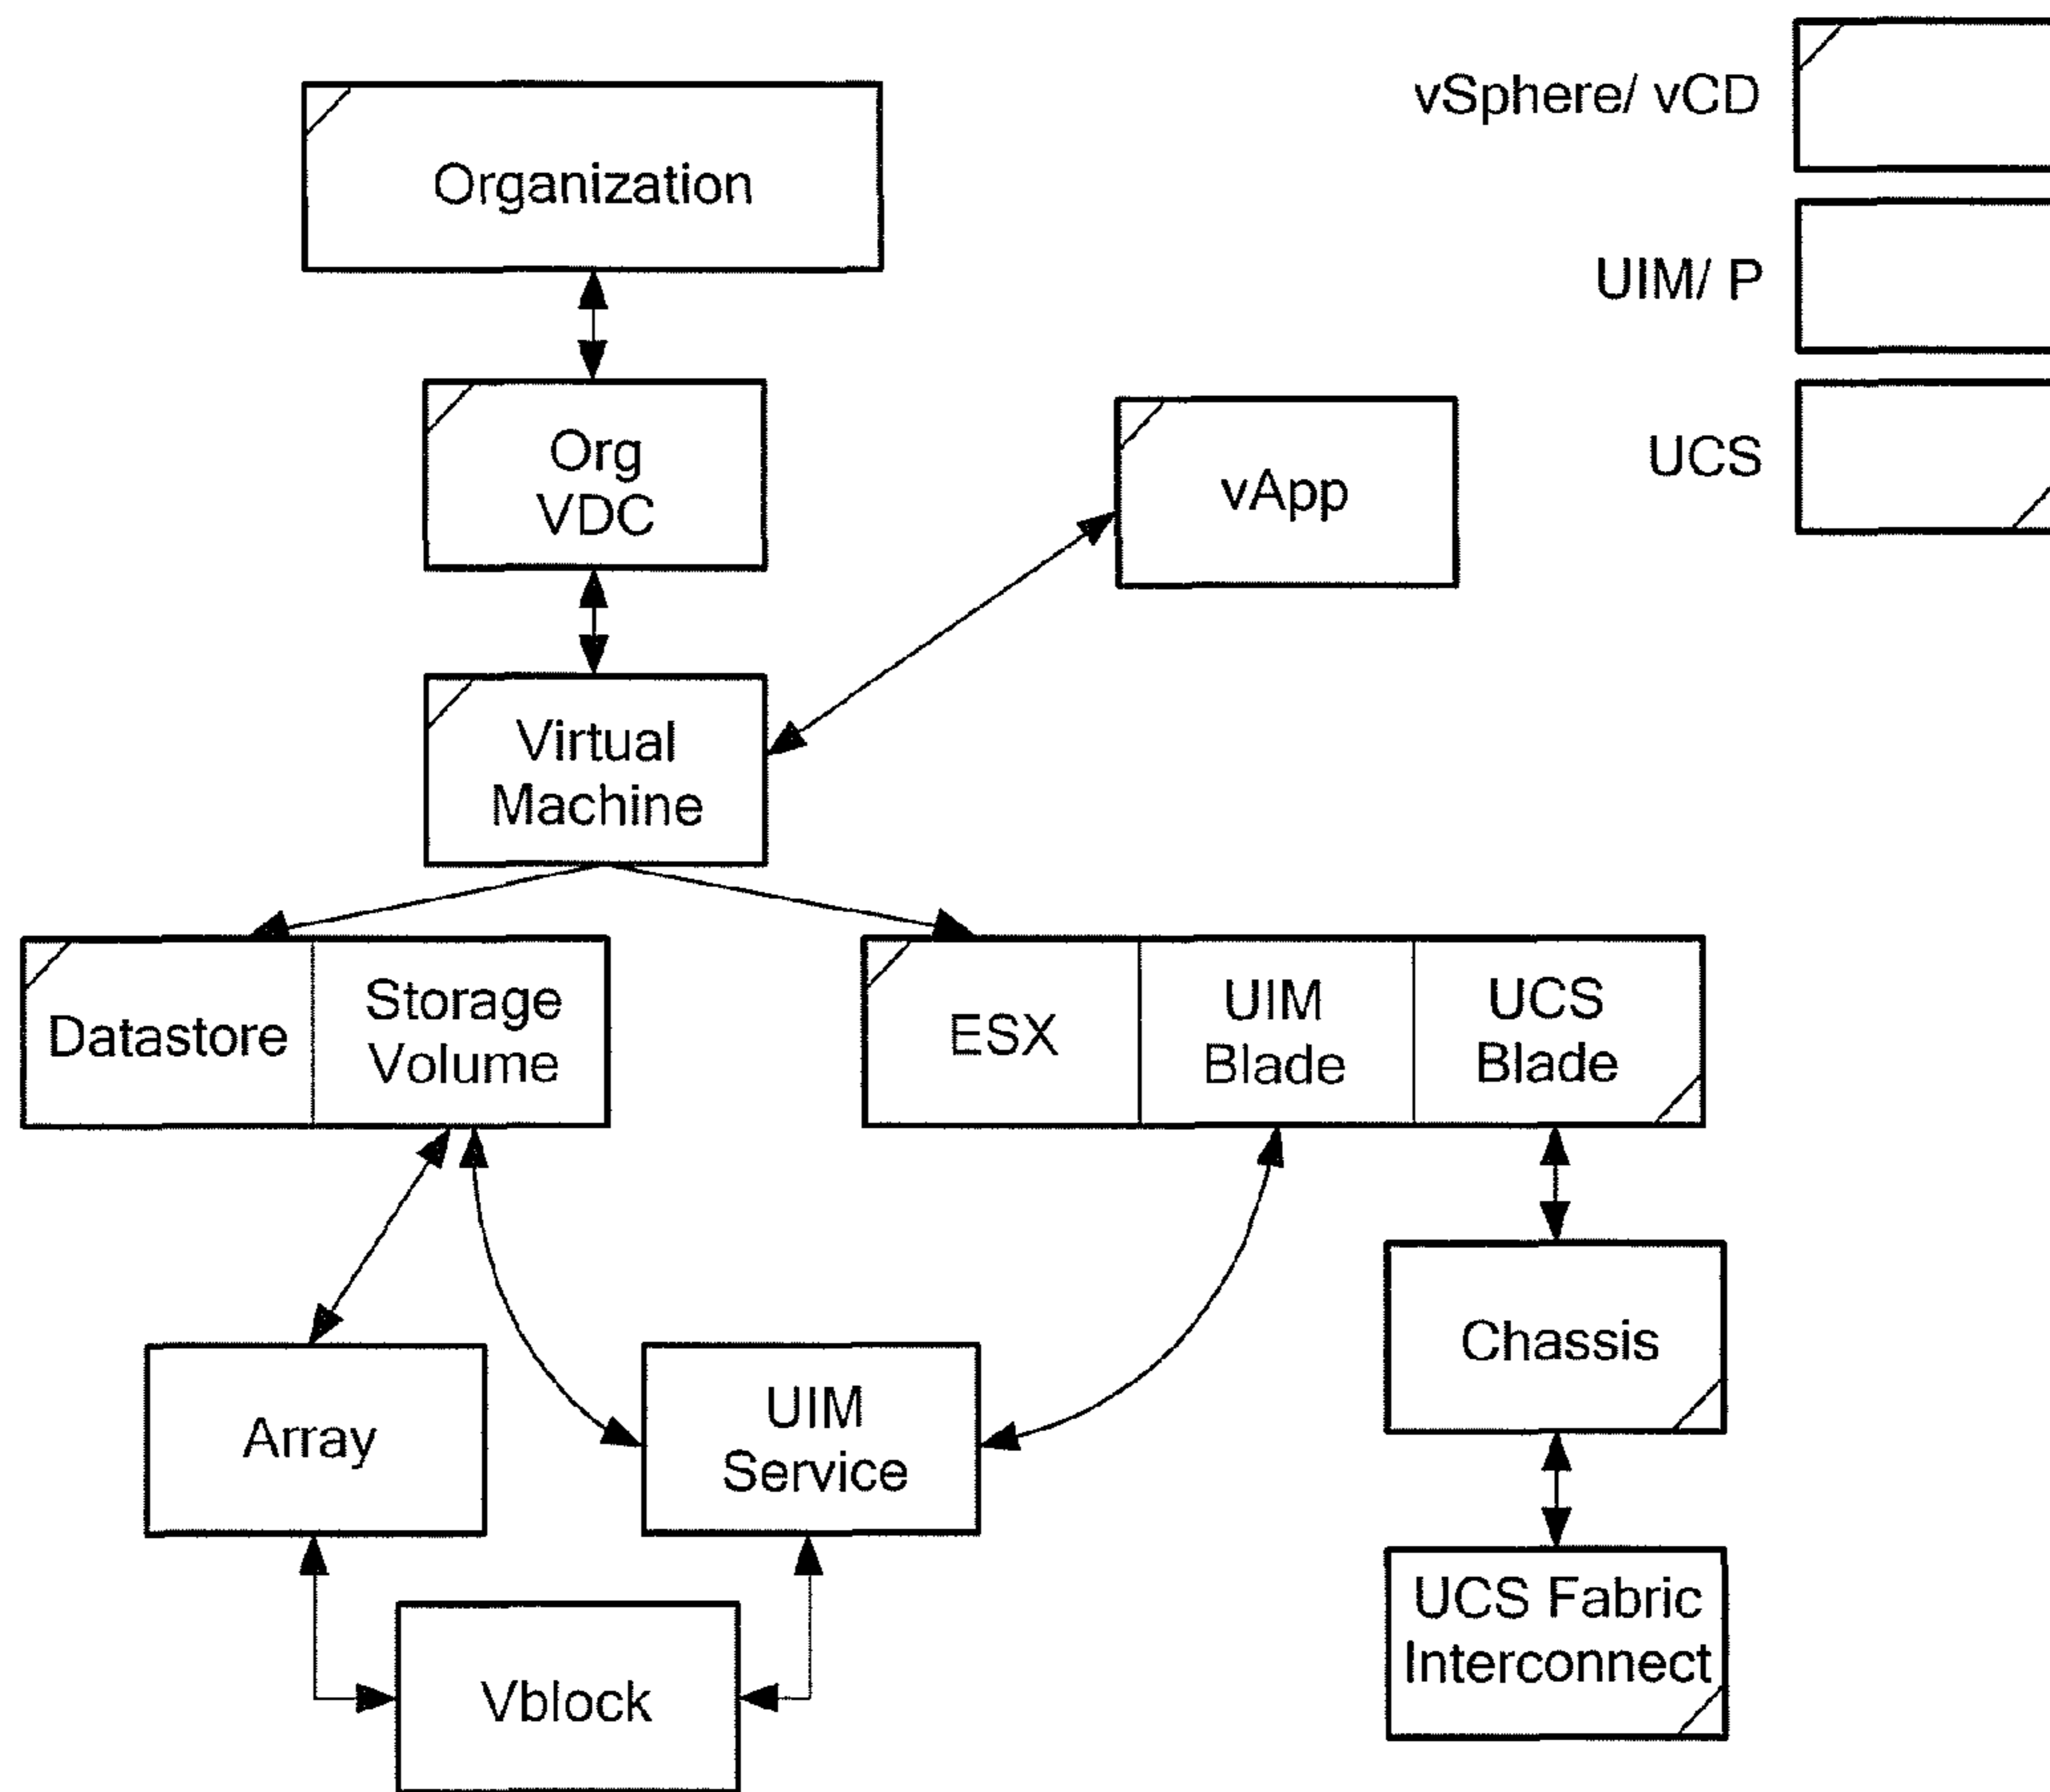 Organization
vSphere/ vCD
UIM/ P
UCS
Org
VDC
vApp
Virtual
Machine
Datastore
Storage
Volume
ESX
UIM
Blade
UCS
Blade
Array
UIM
Service
Chassis
Vblock
UCS Fabric
Interconnect